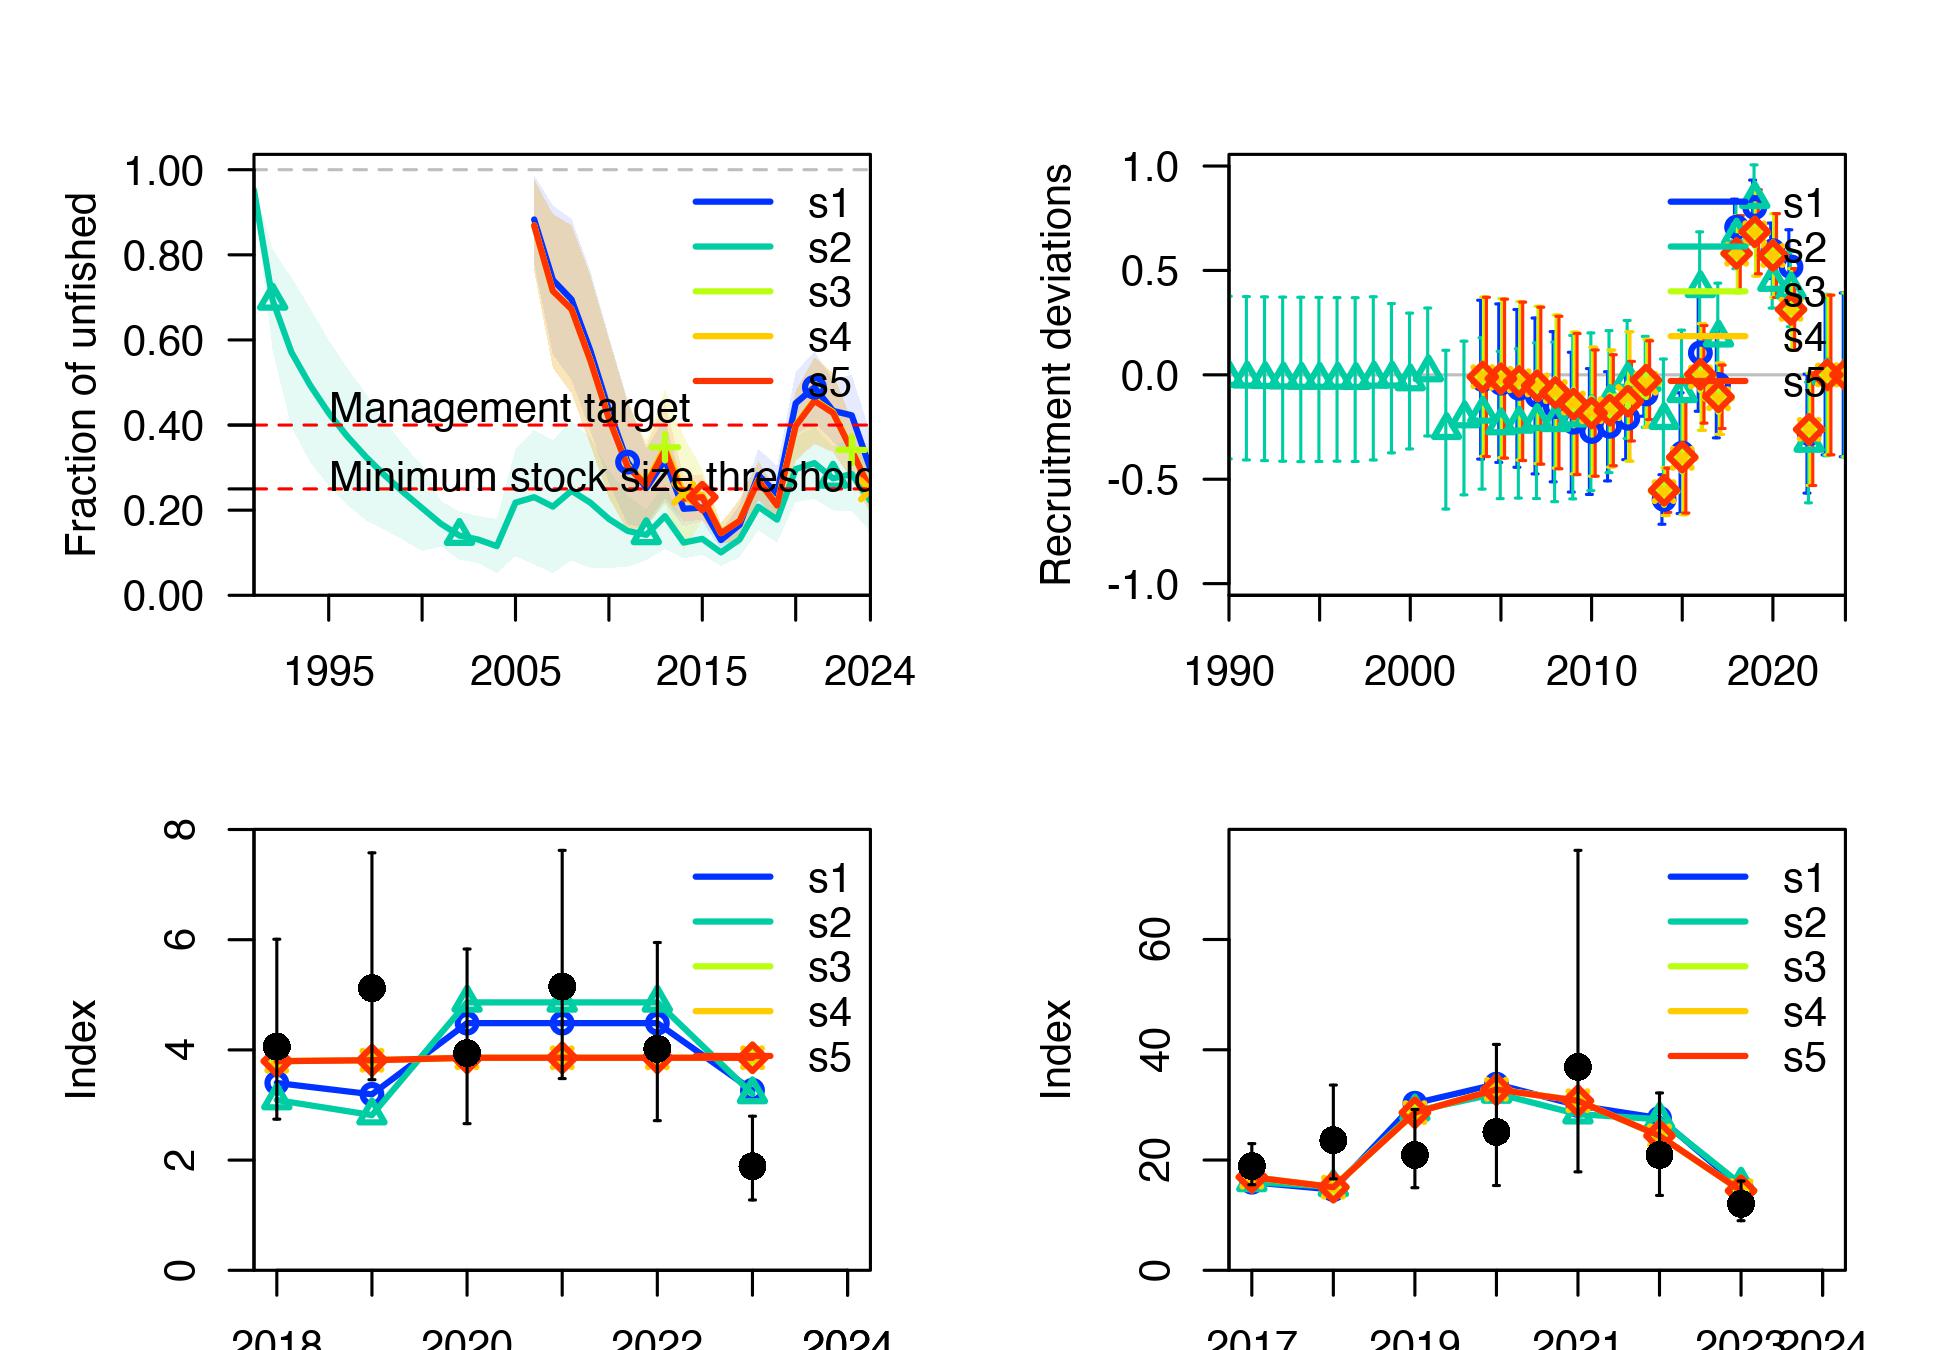 Fraction of unfished
1.00
0.80
0.60
0.40
0.20
0.00
Management target
Minimum stock size threshold
s1
s2
s3
s4
s5
1995 2005 2015 2024
Recruitment deviations
1.0
0.5
0.0
-0.5
-1.0
s1
s2
s3
s4
s5
1990 2000 2010 2020
Index
8
6
4
2
0
s1
s2
s3
s4
s5
2018 2020 2022 2024
Index
60
40
20
0
s1
s2
s3
s4
s5
2017 2019 2021 2023 2024